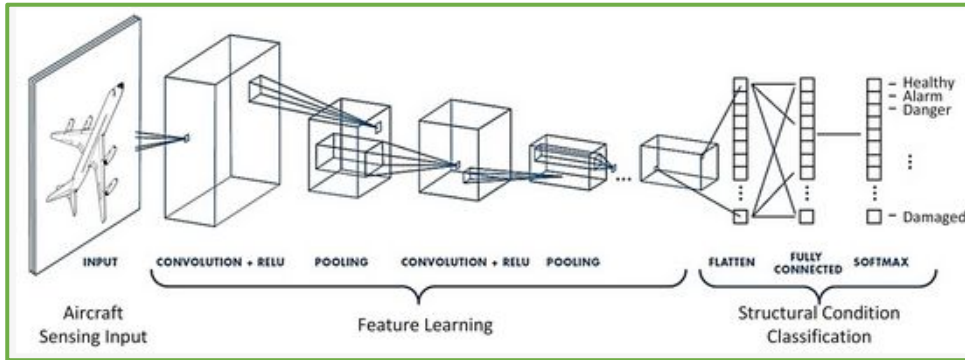 Healthy
Alarm
Danger
...
Damaged
INPUT
CONVOLUTION + RELU
POOLING
CONVOLUTION + RELU
POOLING
FLATTEN
FULLY
CONNECTED
SOFTMAX
Aircraft
Sensing Input
Feature Learning
Structural Condition
Classification